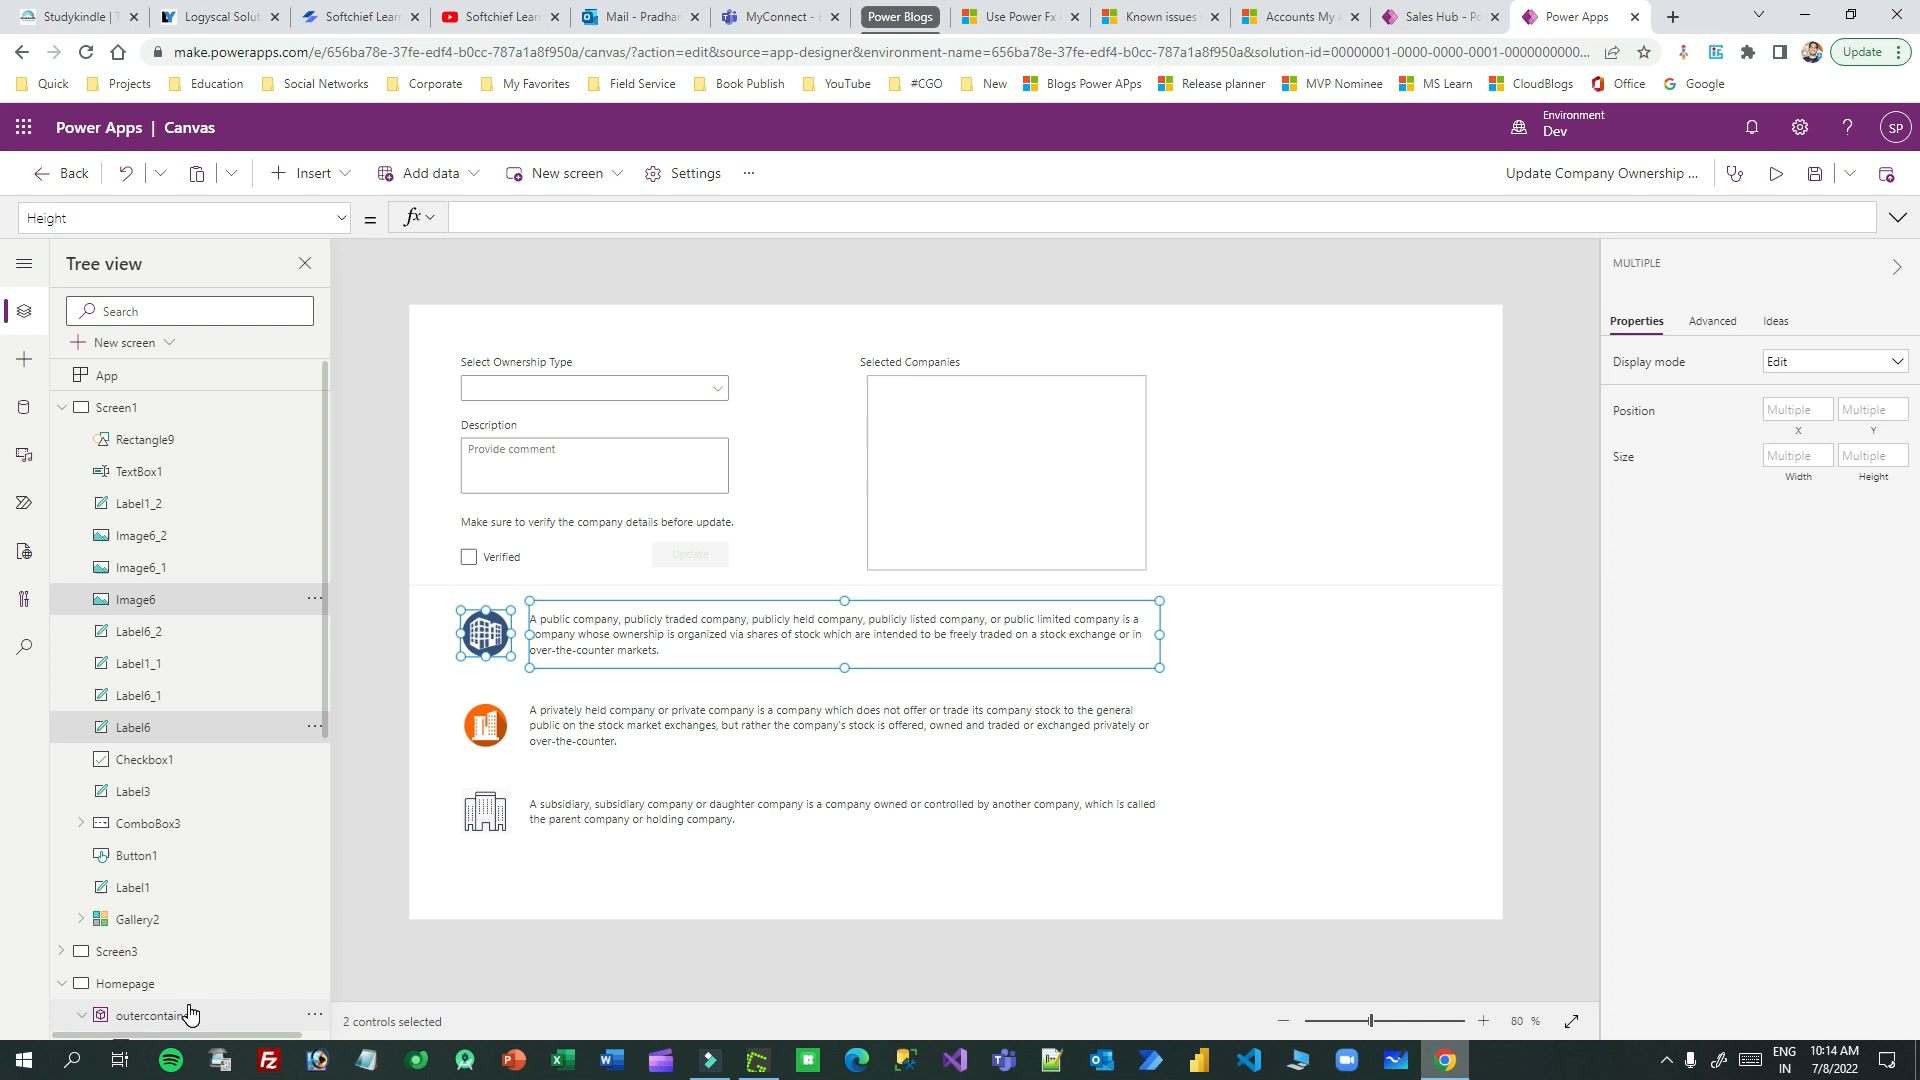 Studykindle | T
Logyscal Solut
Softchief Lear
Softchief Lear
Mail - Pradhan
MyConnect -
Power Blogs
Use Power Fx
Known issues
Accounts My
Sales Hub - Po
Power Apps
make.powerapps.com/e/656ba78e-37fe-edf4-b0cc-787a1a8f950a/canvas/?action=edit&source=app-designer&environment-name=656ba78e-37fe-edf4-b0cc-787a1a8f950a&solution-id=00000001-0000-0000-0001-0000000000...
Update
Quick
Projects
Education
Social Networks
Corporate
My Favorites
Field Service
Book Publish
YouTube
#CGO
New
Blogs Power APps
Release planner
MVP Nominee
MS Learn
CloudBlogs
Office
Google
Power Apps | Canvas
Environment
Dev
SP
Back
Insert
Add data
New screen
Settings
Update Company Ownership ...
Height
=
fx
Tree view
Search
New screen
App
Screen1
Rectangle9
TextBox1
Label1_2
Image6_2
Image6_1
Image6
Label6_2
Label1_1
Label6_1
Label6
Checkbox1
Label3
ComboBox3
Button1
Label1
Gallery2
Screen3
Homepage
outercontain
Select Ownership Type
Description
Provide comment
Make sure to verify the company details before update.
Verified
Update
Selected Companies
A public company, publicly traded company, publicly held company, publicly listed company, or public limited company is a
company whose ownership is organized via shares of stock which are intended to be freely traded on a stock exchange or in
over-the-counter markets.
A privately held company or private company is a company which does not offer or trade its company stock to the general
public on the stock market exchanges, but rather the company's stock is offered, owned and traded or exchanged privately or
over-the-counter.
A subsidiary, subsidiary company or daughter company is a company owned or controlled by another company, which is called
the parent company or holding company.
2 controls selected
80 %
MULTIPLE
Properties
Advanced
Ideas
Display mode
Edit
Position
Multiple
Multiple
X
Y
Size
Multiple
Multiple
Width
Height
ENG
IN
10:14 AM
7/8/2022